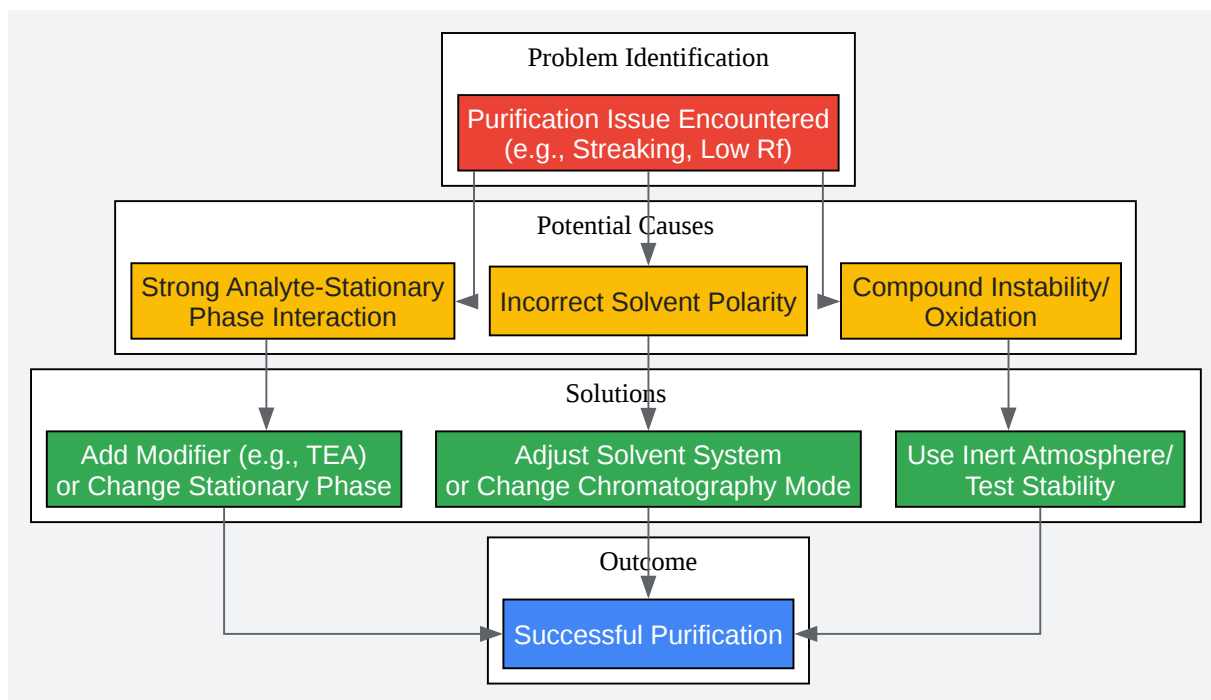 Problem Identification
Purification Issue Encountered
(e.g., Streaking, Low Rf)
Potential Causes
Strong Analyte-Stationary
Phase Interaction
Incorrect Solvent Polarity
Compound Instability/
Oxidation
Solutions
Add Modifier (e.g., TEA)
or Change Stationary Phase
Adjust Solvent System
or Change Chromatography Mode
Use Inert Atmosphere/
Test Stability
Outcome
Successful Purification